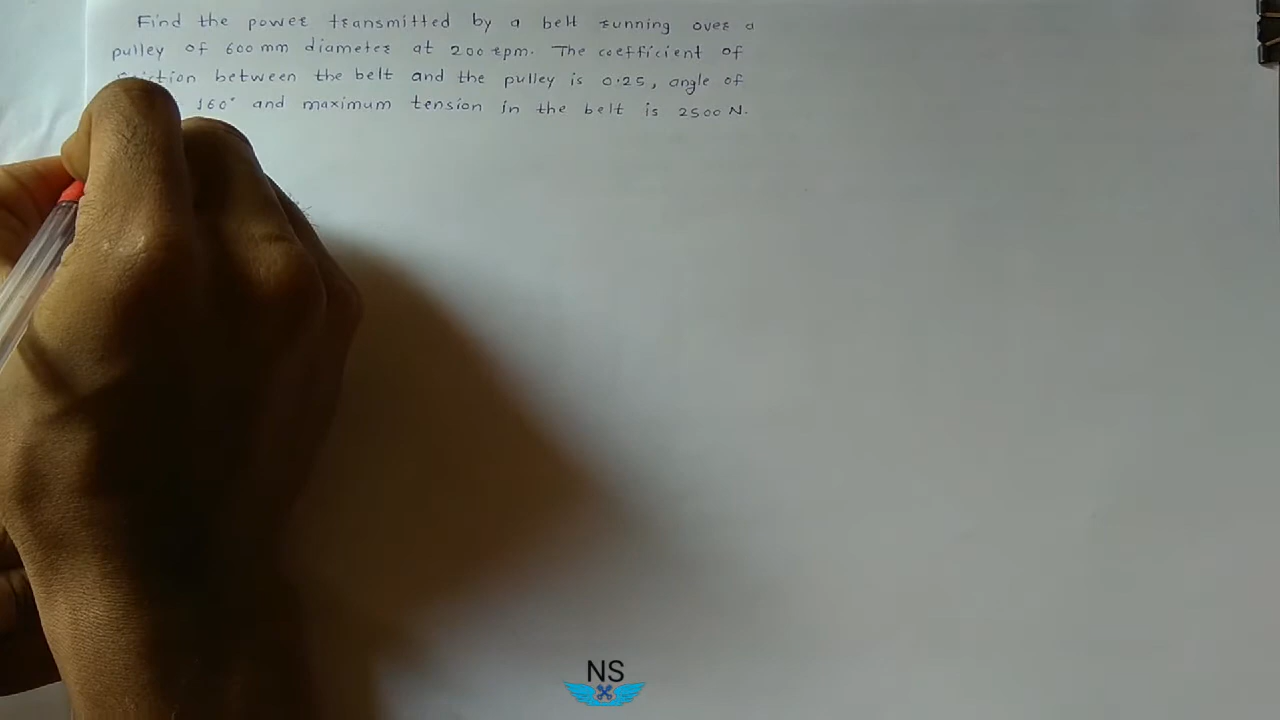 Find the power transmitted by a belt running over a
pulley of 600 mm diameter at 200 rpm. The coefficient of
between the belt and the pulley is 0.25, angle of
160° and maximum tension in the belt is 2500 N.
NS